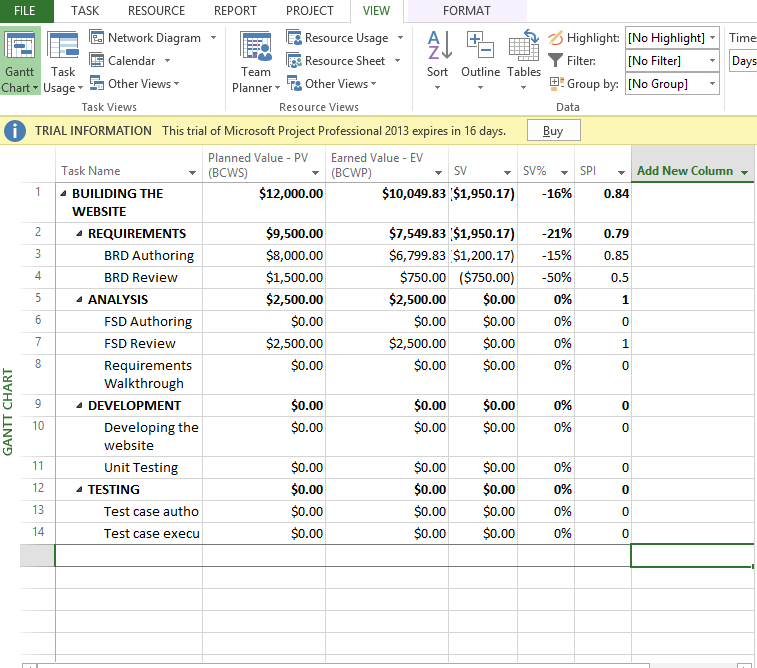 FILE TASK RESOURCE REPORT PROJECT VIEW FORMAT
Gantt Chart
Task Usage
Network Diagram
Calendar
Other Views
Task Views
Team Planner
Resource Usage
Resource Sheet
Other Views
Resource Views
Sort
Outline
Tables
Highlight: [No Highlight]
Filter: [No Filter]
Group by: [No Group]
Data
Time
Days
TRIAL INFORMATION This trial of Microsoft Project Professional 2013 expires in 16 days. Buy
Task Name Planned Value - PV (BCWS) Earned Value - EV (BCWP) SV SV% SPI Add New Column
1 BUILIDING THE WEBSITE $12,000.00 $10,049.83 ($1,950.17) -16% 0.84
2 REQUIREMENTS $9,500.00 $7,549.83 ($1,950.17) -21% 0.79
3 BRD Authoring $8,000.00 $6,799.83 ($1,200.17) -15% 0.85
4 BRD Review $1,500.00 $750.00 ($750.00) -50% 0.5
5 ANALYSIS $2,500.00 $2,500.00 $0.00 0% 1
6 FSD Authoring $0.00 $0.00 $0.00 0% 0
7 FSD Review $2,500.00 $2,500.00 $0.00 0% 1
8 Requirements Walkthrough $0.00 $0.00 $0.00 0% 0
9 DEVELOPMENT $0.00 $0.00 $0.00 0% 0
10 Developing the website $0.00 $0.00 $0.00 0% 0
11 Unit Testing $0.00 $0.00 $0.00 0% 0
12 TESTING $0.00 $0.00 $0.00 0% 0
13 Test case autho $0.00 $0.00 $0.00 0% 0
14 Test case execu $0.00 $0.00 $0.00 0% 0
GANTT CHART